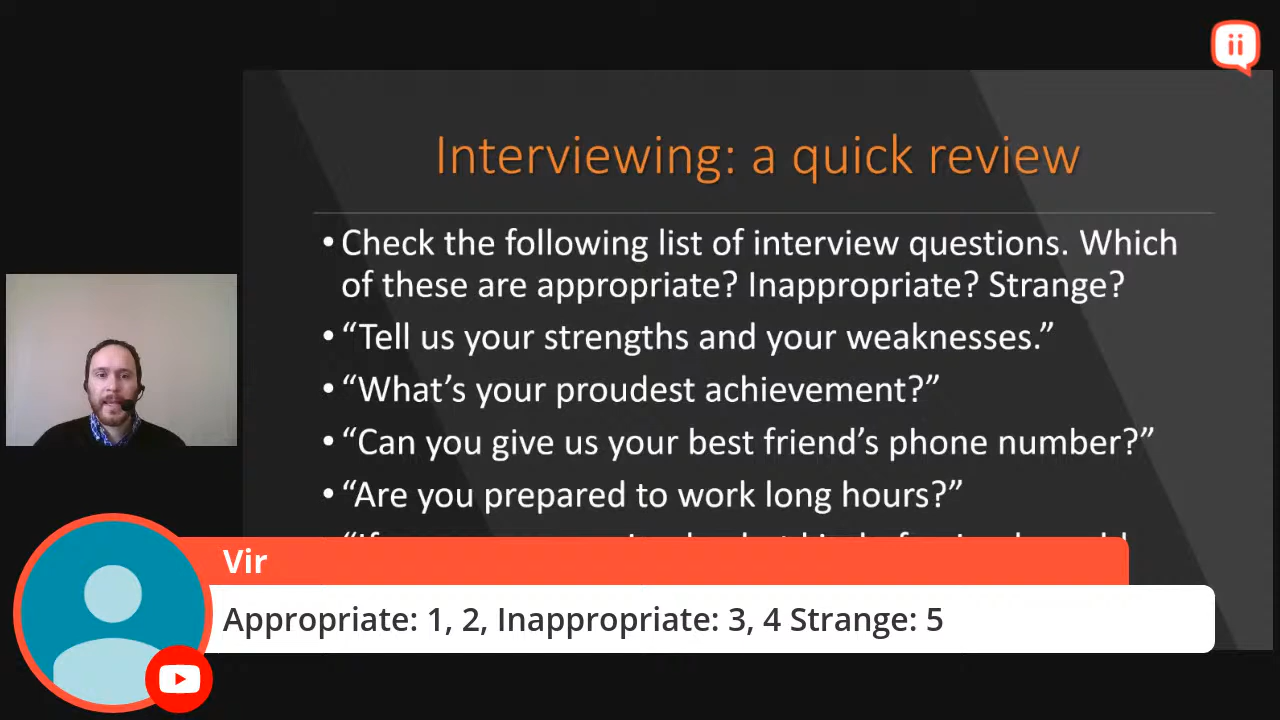 Interviewing: a quick review
• Check the following list of interview questions. Which
of these are appropriate? Inappropriate? Strange?
• “Tell us your strengths and your weaknesses.”
• “What’s your proudest achievement?”
• “Can you give us your best friend’s phone number?”
• “Are you prepared to work long hours?”
Vir
Appropriate: 1, 2, Inappropriate: 3, 4 Strange: 5